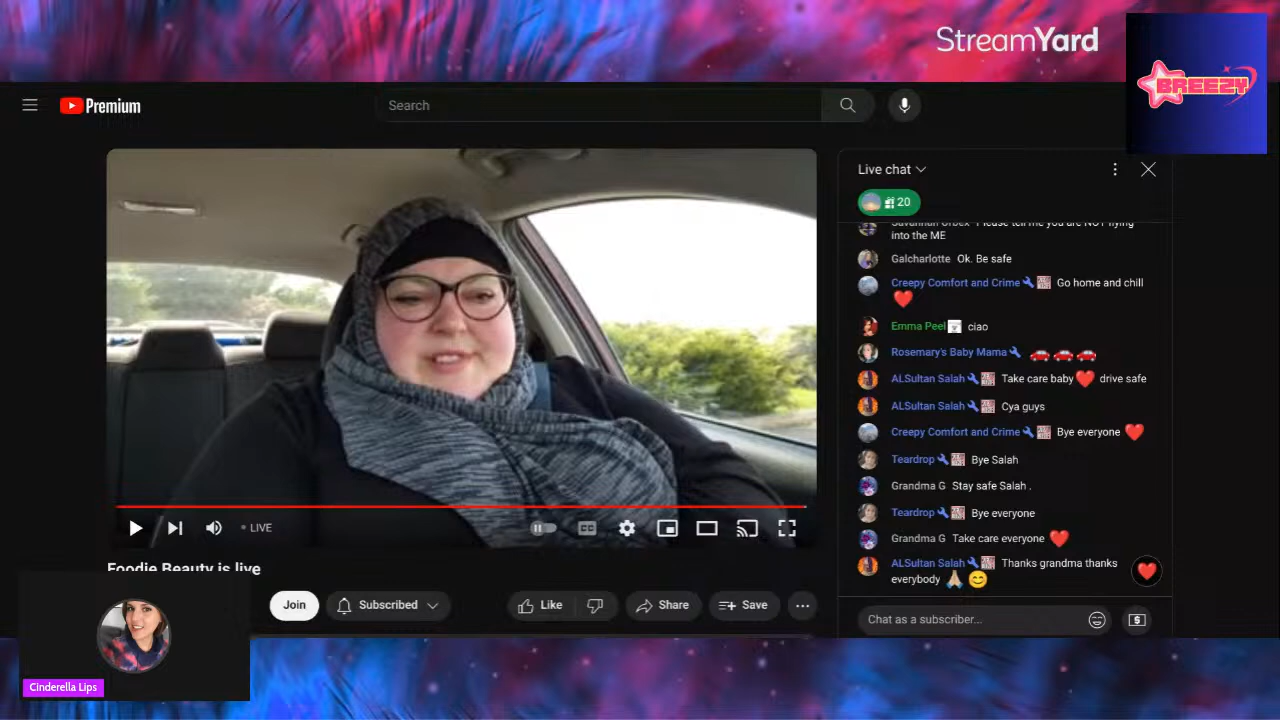 StreamYard
BREEZY
Premium
Search
Live chat
20
into the ME
Galcharlotte Ok. Be safe
Creepy Comfort and Crime Go home and chill
Emma Peel ciao
Rosemary's Baby Mama
ALSultan Salah Take care baby drive safe
ALSultan Salah Cya guys
Creepy Comfort and Crime Bye everyone
Teardrop Bye Salah
Grandma G Stay safe Salah .
Teardrop Bye everyone
Grandma G Take care everyone
ALSultan Salah Thanks grandma thanks
everybody
Chat as a subscriber...
LIVE
CC
Foodie Beauty is live
Join
Subscribed
Like
Share
Save
Cinderella Lips